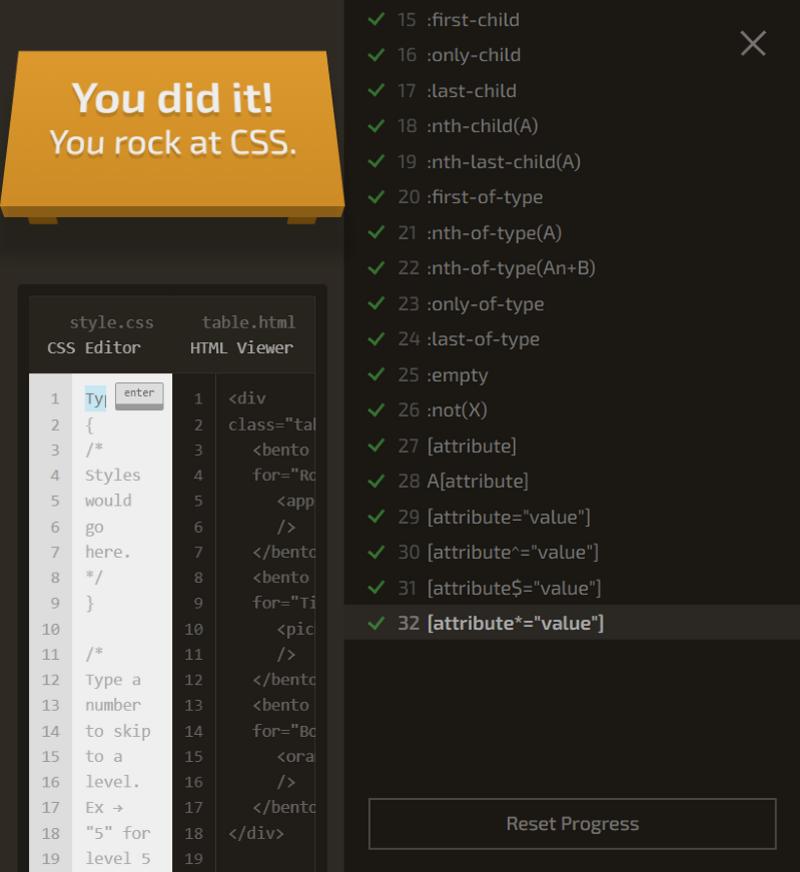 You did it!
You rock at CSS.
style.css
CSS Editor
table.html
HTML Viewer
1
2 {
3 /*
4 Styles
5 would
6 go
7 here.
8 */
9 }
10
11 /*
12 Type a
13 number
14 to skip
15 to a
16 level.
17 Ex →
18 "5" for
19 level 5
enter
1 <div
2
3 <bento
4
5
6 />
7
8 <bento
9
10
11 />
12
13 <bento
14
15
16 />
17
18 </div>
19
15 :first-child
16 :only-child
17 :last-child
18 :nth-child(A)
19 :nth-last-child(A)
20 :first-of-type
21 :nth-of-type(A)
22 :nth-of-type(An+B)
23 :only-of-type
24 :last-of-type
25 :empty
26 :not(X)
27 [attribute]
28 A[attribute]
29 [attribute="value"]
30 [attribute^="value"]
31 [attribute$="value"]
32 [attribute*="value"]
Reset Progress